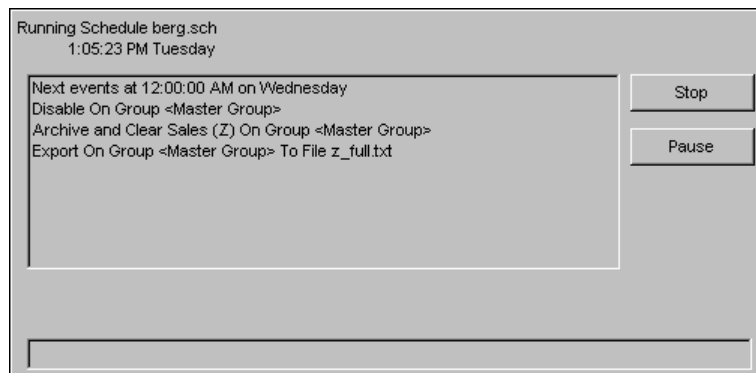 Running Schedule berg.sch
1:05:23 PM Tuesday
Next events at 12:00:00 AM on Wednesday
Disable On Group <Master Group>
Archive and Clear Sales (Z) On Group <Master Group>
Export On Group <Master Group> To File z_full.txt
Stop
Pause